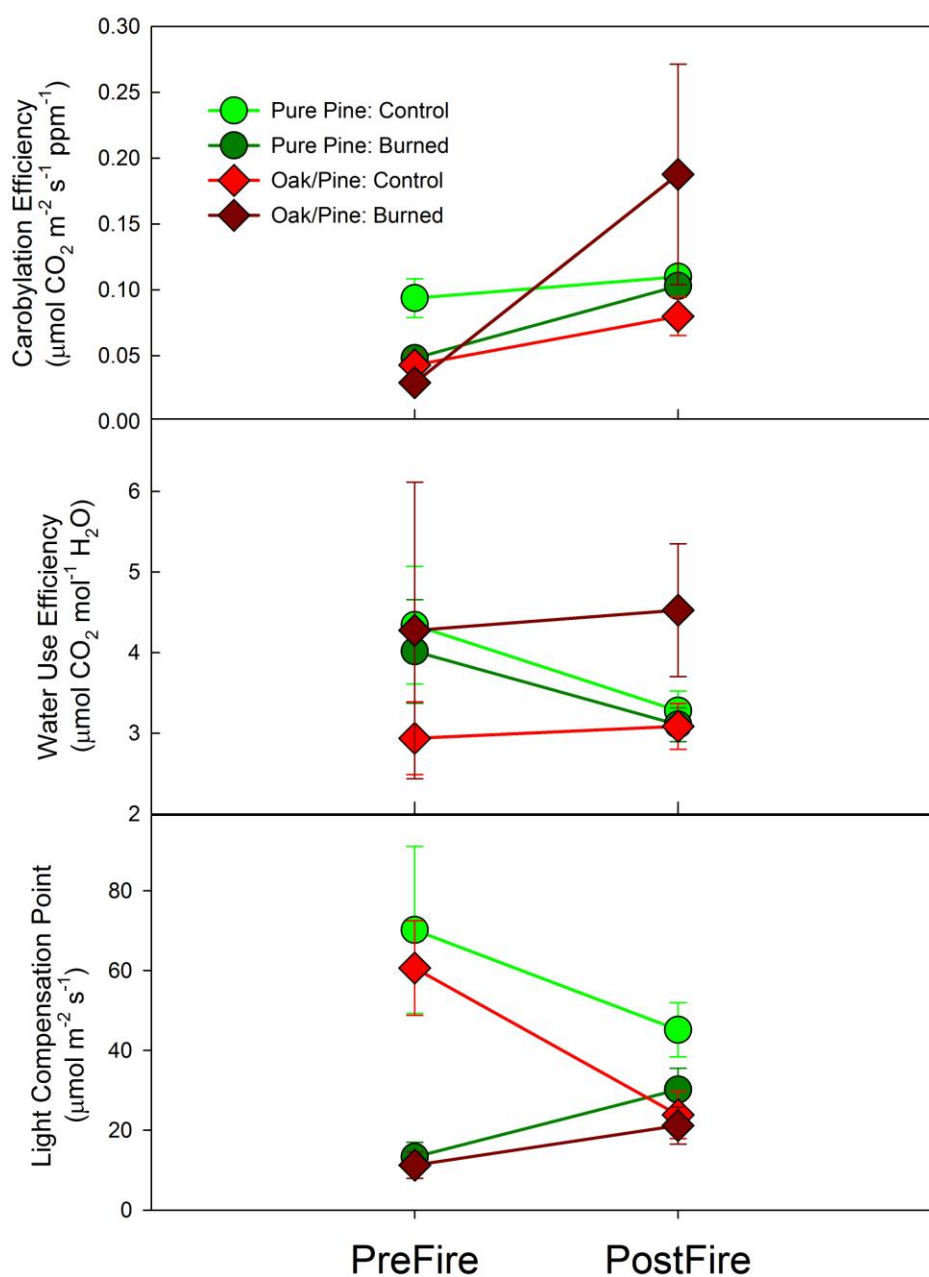 0.30
0.25
0.20
0.15
0.10
0.05
0.00
Carobylation Efficiency
(μmol CO₂ m⁻² s⁻¹ ppm⁻¹)
Pure Pine: Control
Pure Pine: Burned
Oak/Pine: Control
Oak/Pine: Burned
6
5
4
3
2
Water Use Efficiency
(μmol CO₂ mol⁻¹ H₂O)
80
60
40
20
0
Light Compensation Point
(μmol m⁻² s⁻¹)
PreFire PostFire